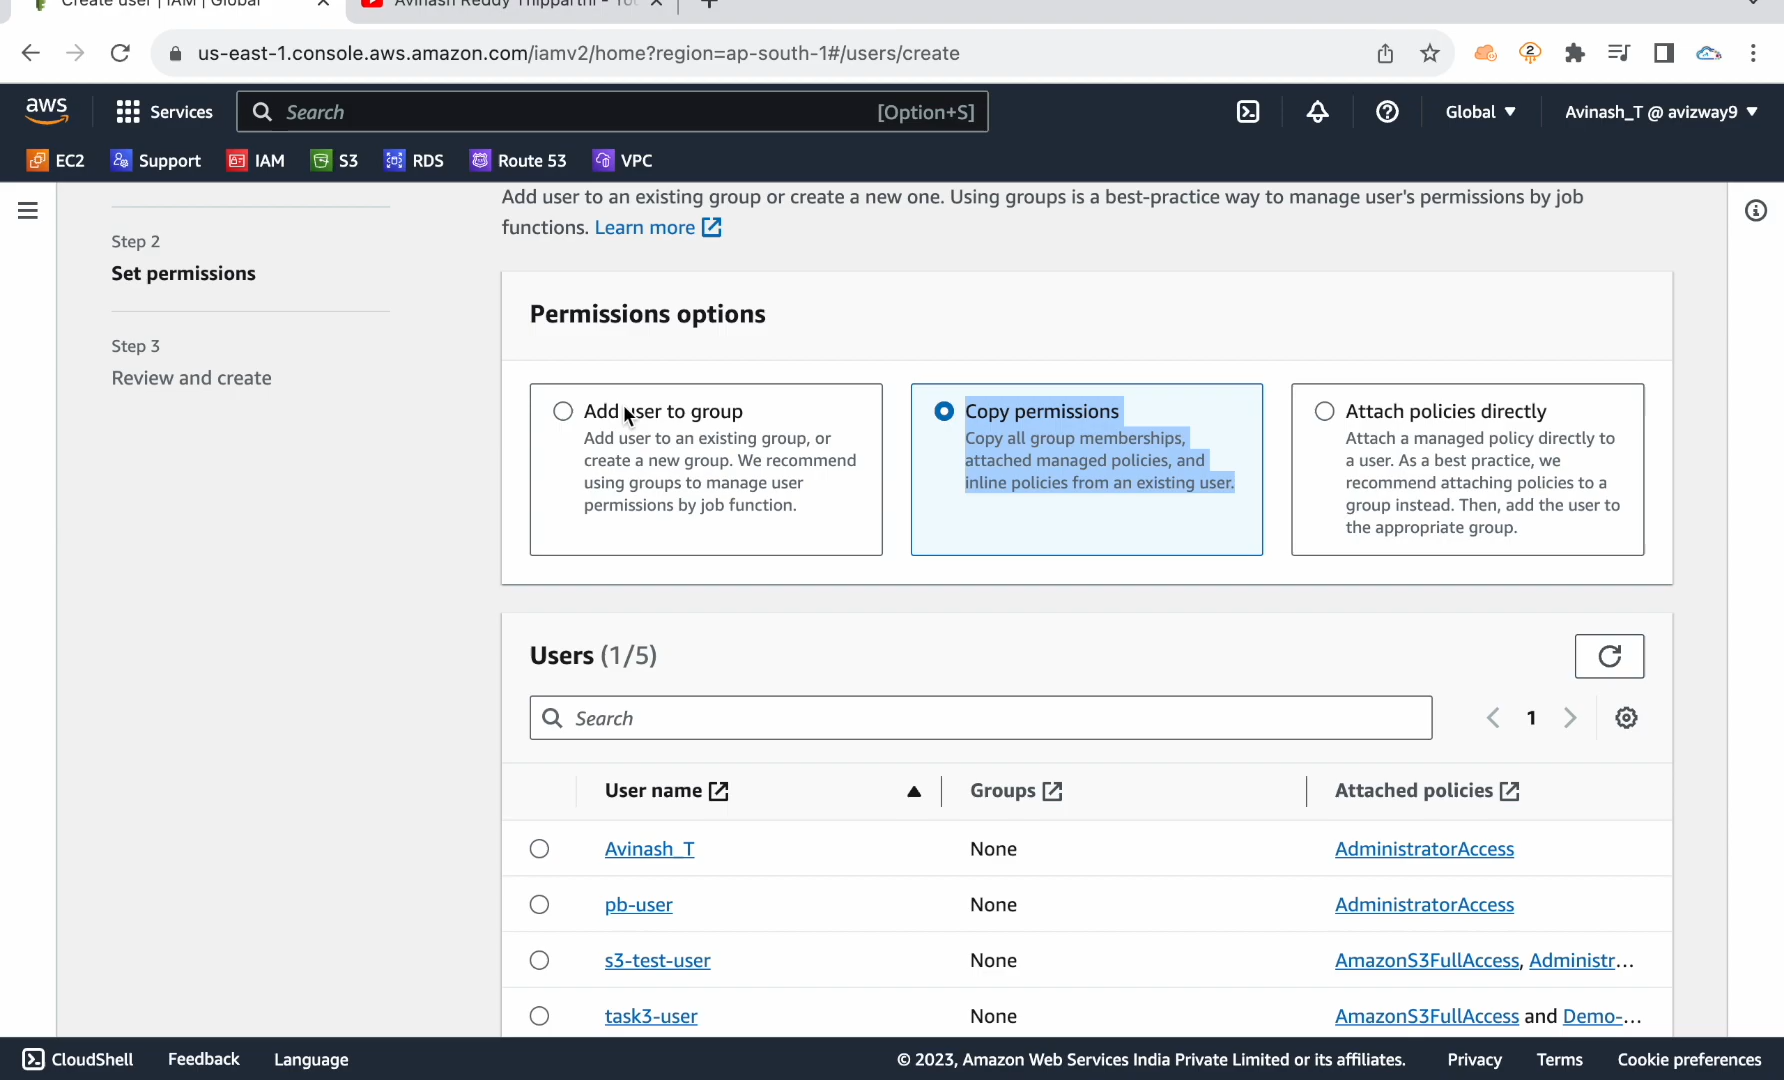 Create user | IAM | Global
Avinash Reddy Thipparthi - You
us-east-1.console.aws.amazon.com/iamv2/home?region=ap-south-1#/users/create
2
aws
Services
Search
[Option+S]
Global
Avinash_T @ avizway9
EC2
Support
IAM
S3
RDS
Route 53
VPC
Step 2
Set permissions
Step 3
Review and create
Add user to an existing group or create a new one. Using groups is a best-practice way to manage user's permissions by job
functions. Learn more
Permissions options
Add user to group
Add user to an existing group, or
create a new group. We recommend
using groups to manage user
permissions by job function.
Copy permissions
Copy all group memberships,
attached managed policies, and
inline policies from an existing user.
Attach policies directly
Attach a managed policy directly to
a user. As a best practice, we
recommend attaching policies to a
group instead. Then, add the user to
the appropriate group.
Users (1/5)
Search
1
User name
Groups
Attached policies
Avinash_T
None
AdministratorAccess
pb-user
None
AdministratorAccess
s3-test-user
None
AmazonS3FullAccess, Administr...
task3-user
None
AmazonS3FullAccess and Demo-...
CloudShell
Feedback
Language
© 2023, Amazon Web Services India Private Limited or its affiliates.
Privacy
Terms
Cookie preferences